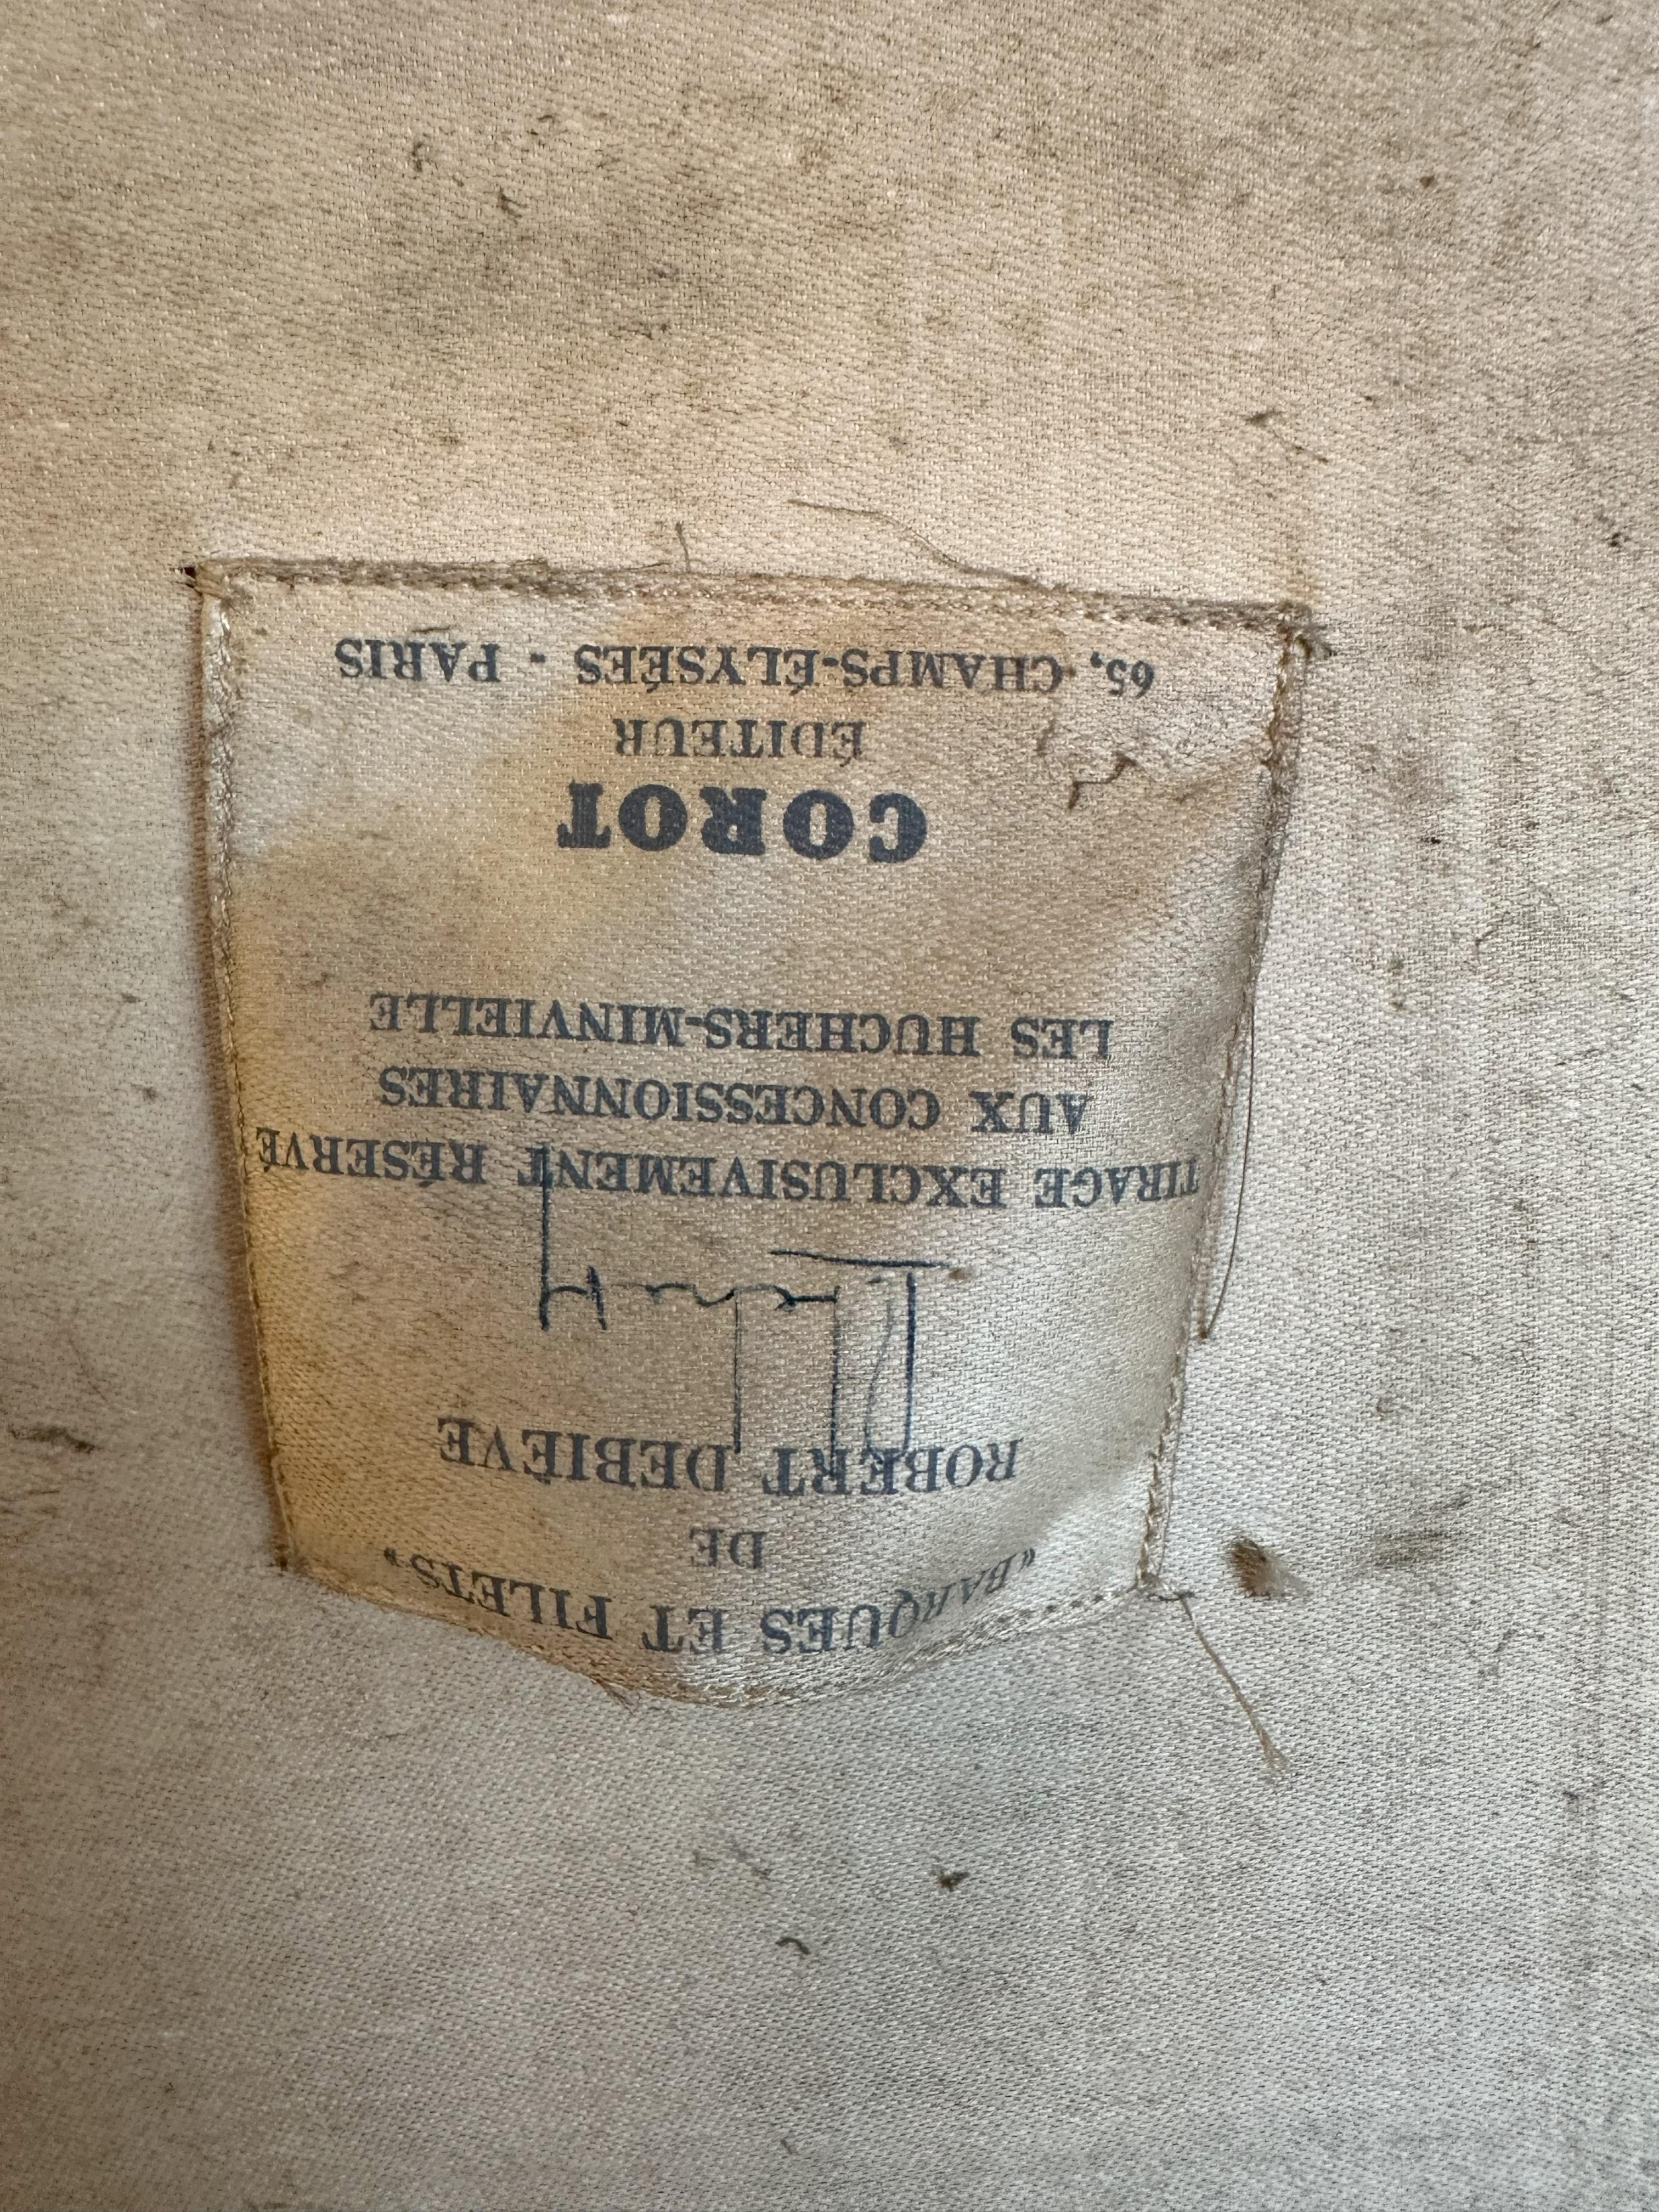 «BARQUES ET FILETS»
DE
ROBERT DEBIÈVE
TIRAGE EXCLUSIVEMENT RÉSERVÉ
AUX CONCESSIONNAIRES
LES HUCHERS-MINVIELLE
COROT
ÉDITEUR
65, CHAMPS-ÉLYSÉES - PARIS